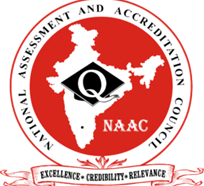 NATIONAL ASSESSMENT AND ACCREDITATION COUNCIL
Q
NAAC
EXCELLENCE • CREDIBILITY • RELEVANCE